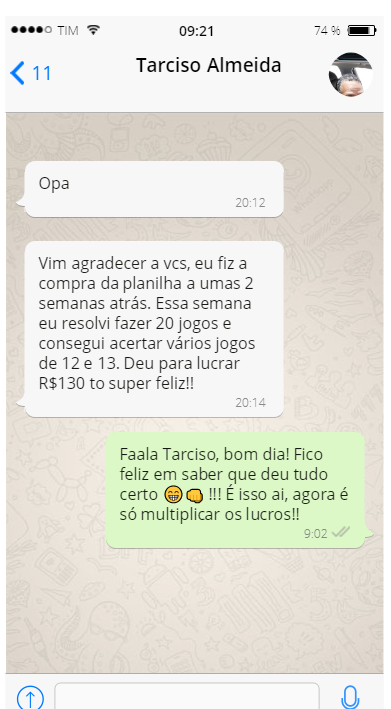 TIM 09:21 74 %
11 Tarciso Almeida
Opa
20:12
Vim agradecer a vcs, eu fiz a
compra da planilha a umas 2
semanas atrás. Essa semana
eu resolvi fazer 20 jogos e
consegui acertar vários jogos
de 12 e 13. Deu para lucrar
R$130 to super feliz!!
20:14
Faala Tarciso, bom dia! Fico
feliz em saber que deu tudo
certo 😁👊 !!! É isso ai, agora é
só multiplicar os lucros!!
9:02